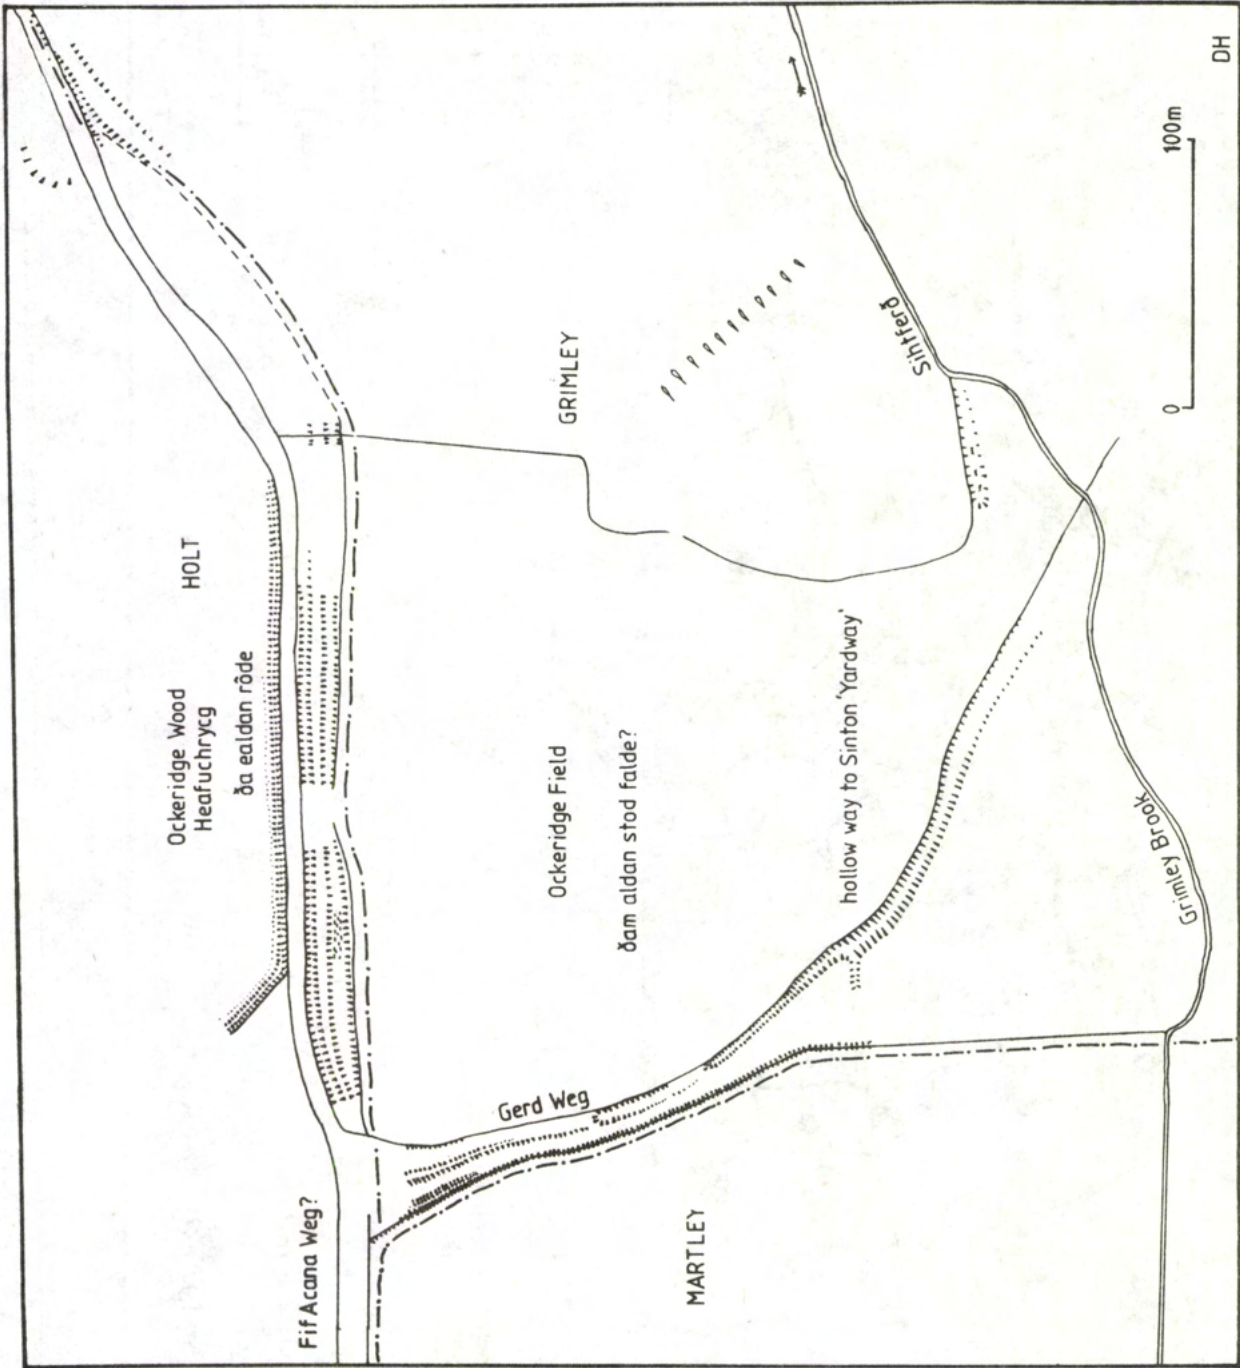 HOLT
Ockeridge Wood
Heafuchrycg
ða ealdan rôde
Fif Acana Weg?
GRIMLEY
Ockeridge Field
ðam aldan stod falde?
Gerd Weg
MARTLEY
hollow way to Sinton 'Yardway'
Sihtferð
Grimley Brook
0 100m
DH